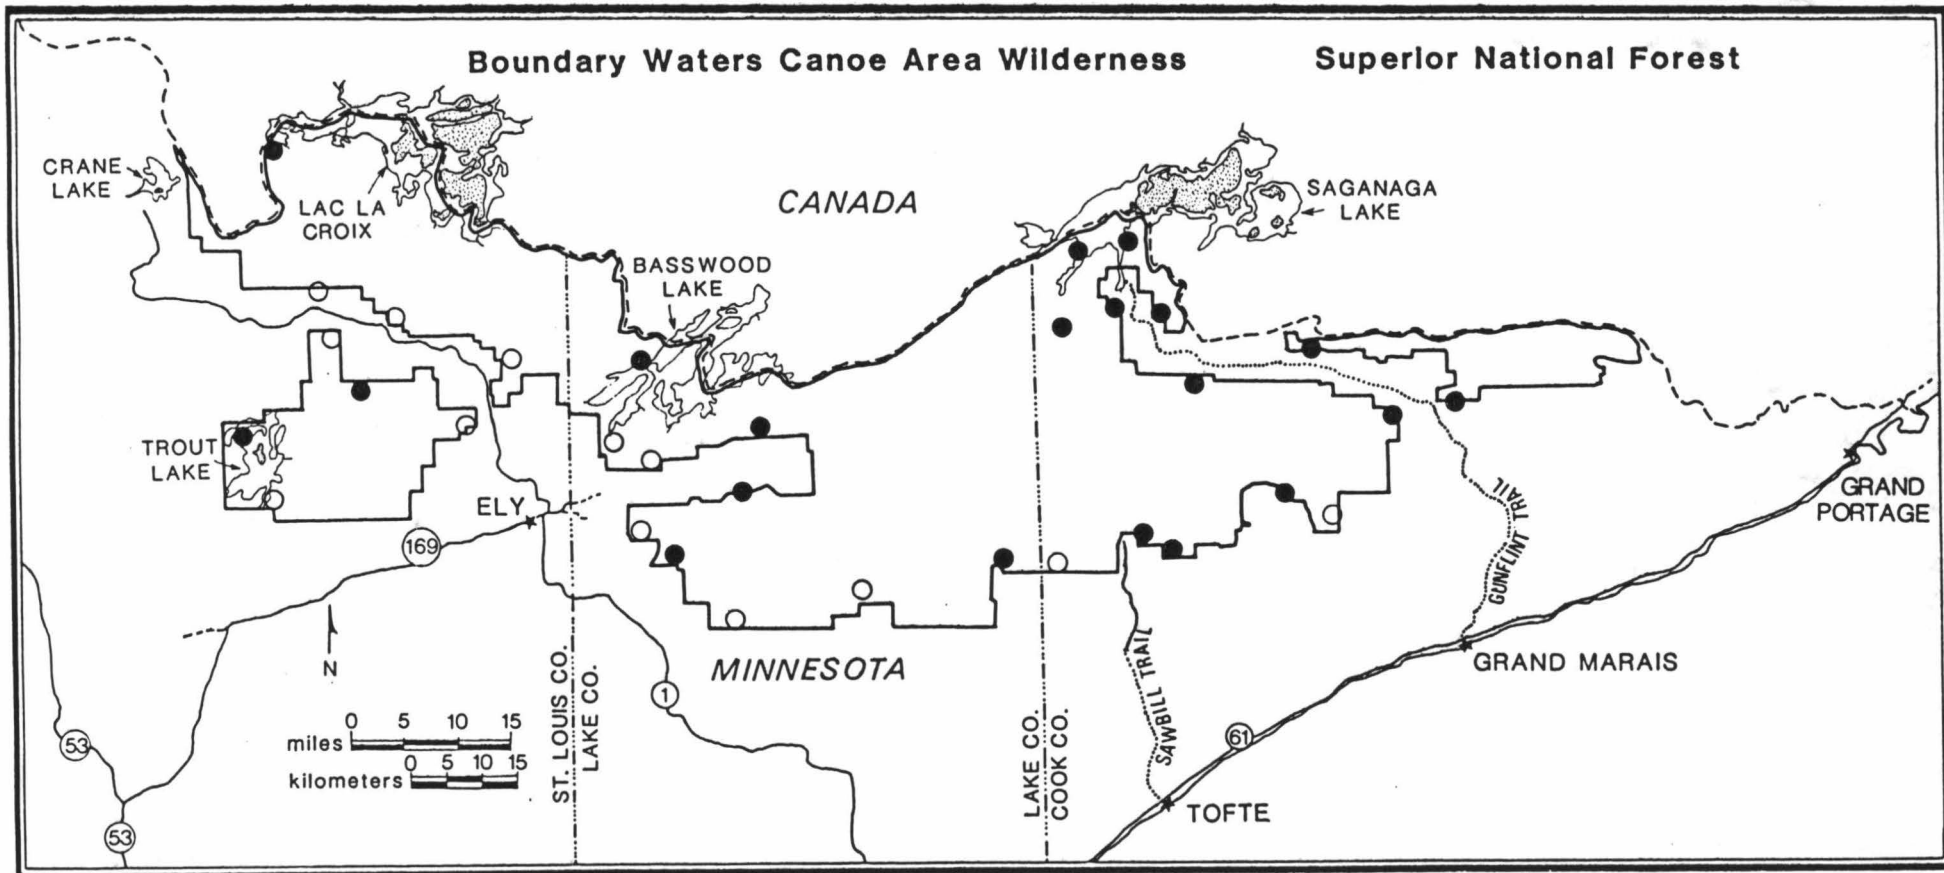 Boundary Waters Canoe Area Wilderness
Superior National Forest
CRANE
LAKE
LAC LA
CROIX
CANADA
SAGANAGA
LAKE
BASSWOOD
LAKE
TROUT
LAKE
ELY
169
GRAND
PORTAGE
GUNFLINT TRAIL
N
MINNESOTA
GRAND MARAIS
ST. LOUIS CO.
LAKE CO.
1
LAKE CO.
COOK CO.
SAWBILL TRAIL
61
TOFTE
0 5 10 15
miles
0 5 10 15
kilometers
53
53